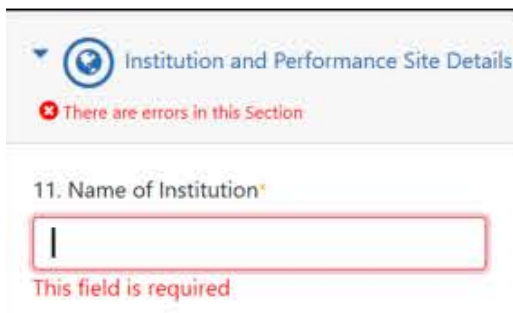 Institution and Performance Site Details
There are errors in this Section
11. Name of Institution*
This field is required